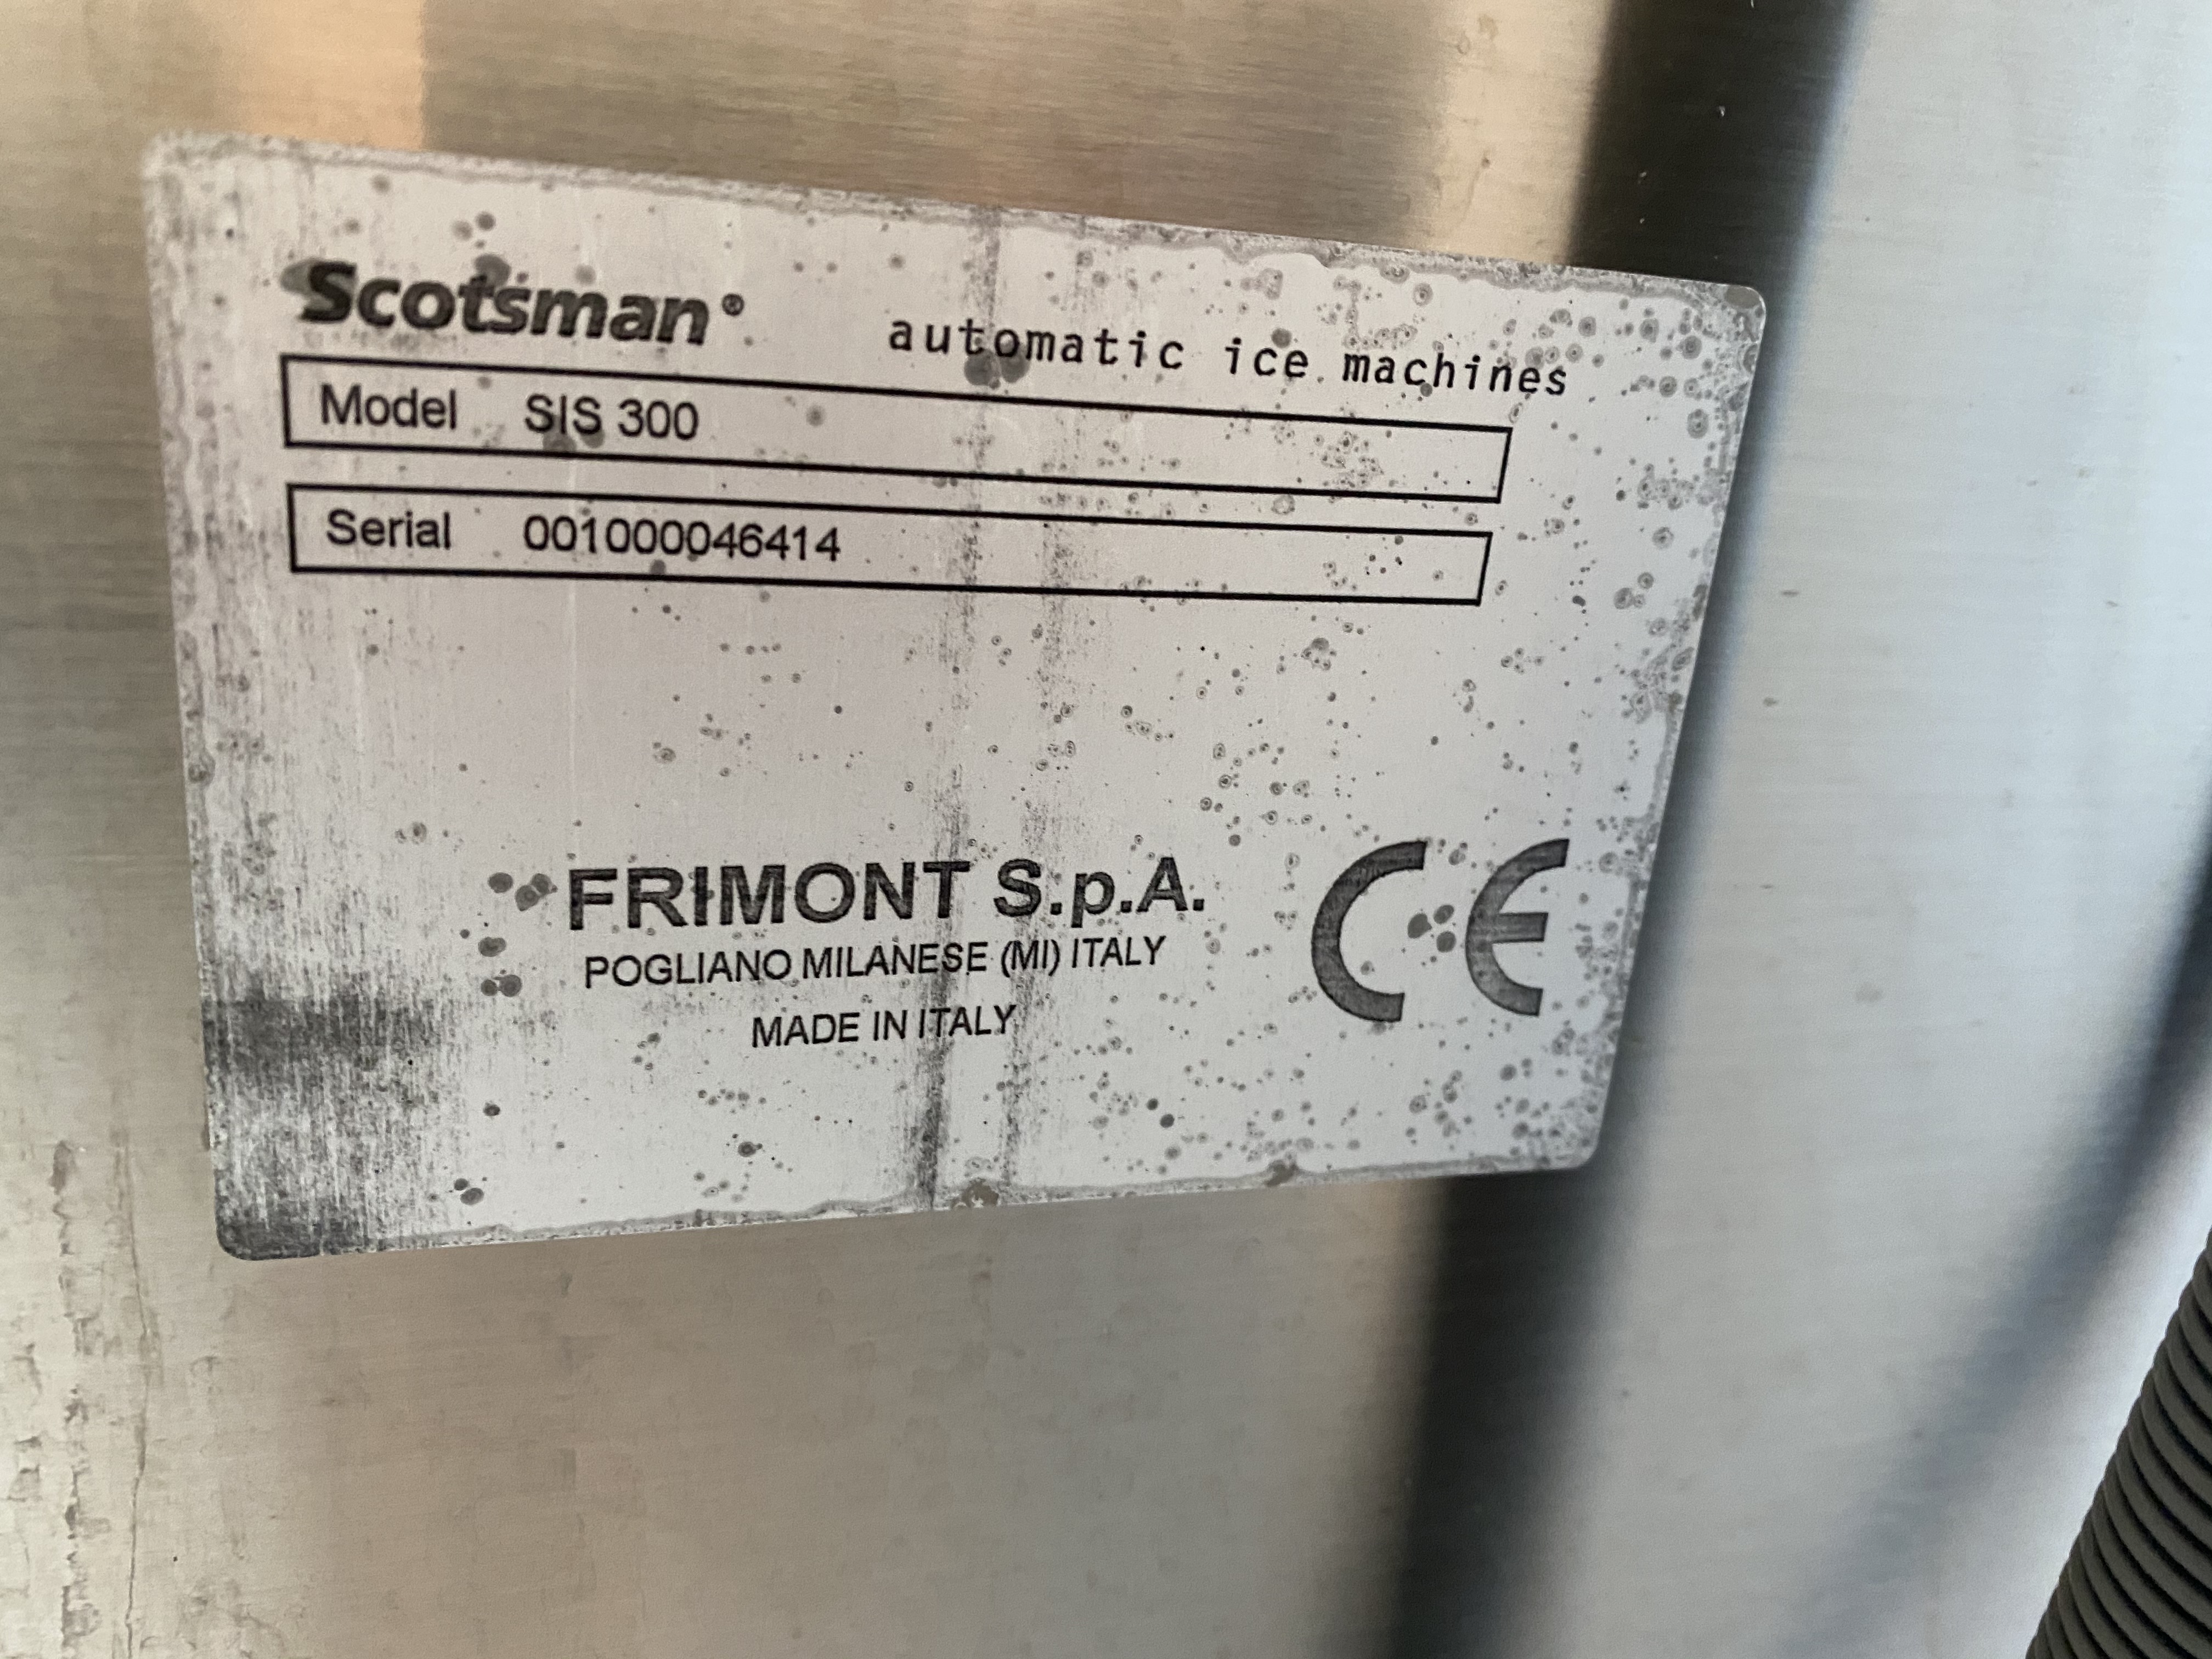 Scotsman®
automatic ice machines
Model SIS 300
Serial 001000046414
FRIMONT S.p.A.
POGLIANO MILANESE (MI) ITALY
MADE IN ITALY
CE